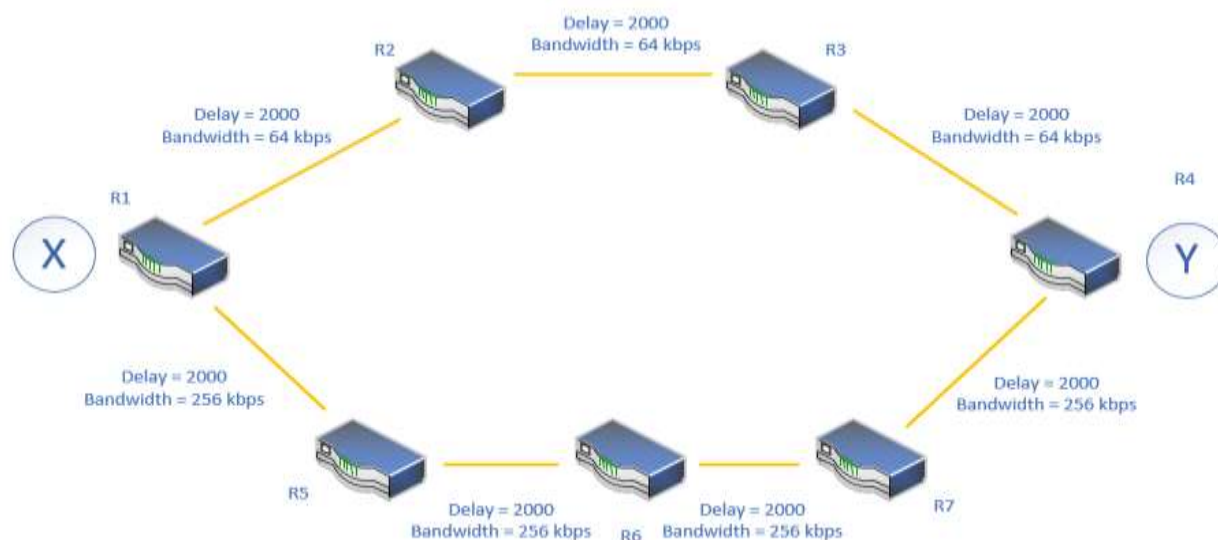 Delay = 2000
Bandwidth = 64 kbps
R2
R3
Delay = 2000
Bandwidth = 64 kbps
Delay = 2000
Bandwidth = 64 kbps
R1
R4
X
Y
Delay = 2000
Bandwidth = 256 kbps
Delay = 2000
Bandwidth = 256 kbps
R5
R7
Delay = 2000
Bandwidth = 256 kbps
Delay = 2000
Bandwidth = 256 kbps
R6